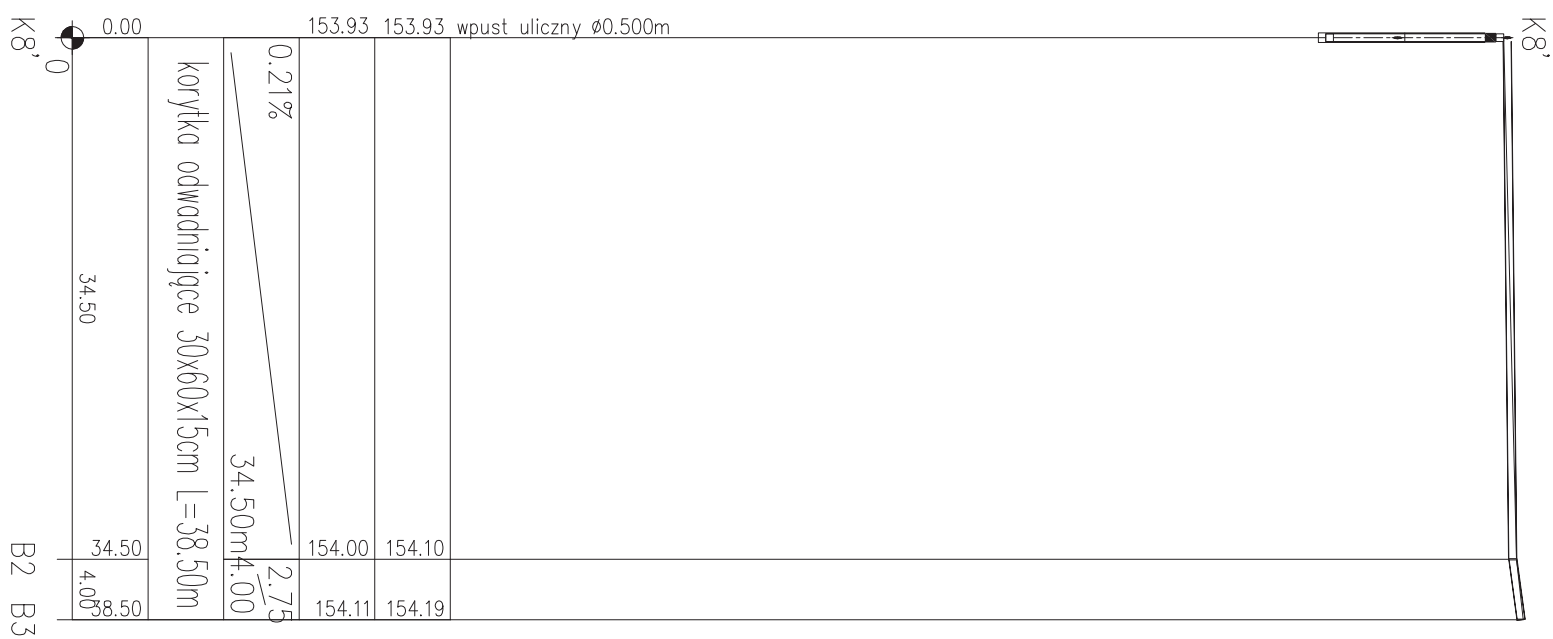 K8'
0
0.00
153.93
153.93
wpust uliczny ø0.500m
K8'
0.21%
korytka odwadniające 30x60x15cm L=38.50m
34.50
34.50m
4.00
2.75
B2
34.50
154.00
154.10
4.00
B3
38.50
154.11
154.19